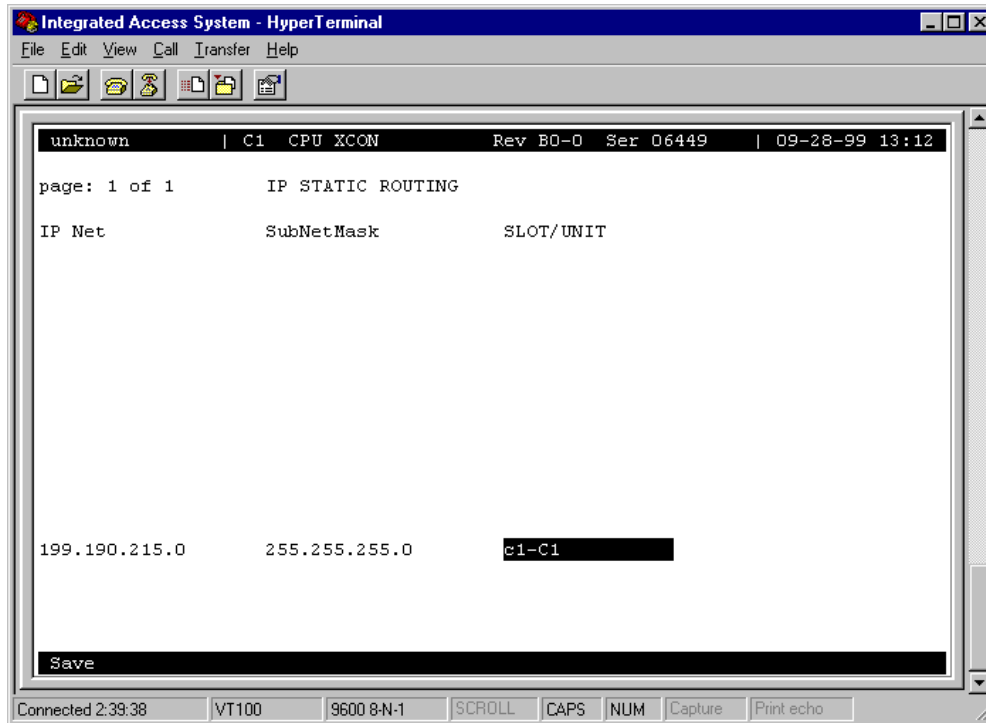 Integrated Access System - HyperTerminal
File Edit View Call Transfer Help
unknown | C1 CPU XCON Rev B0-0 Ser 06449 | 09-28-99 13:12
page: 1 of 1 IP STATIC ROUTING
IP Net SubNetMask SLOT/UNIT
199.190.215.0 255.255.255.0 c1-C1
Save
Connected 2:39:38 VT100 9600 8-N-1 SCROLL CAPS NUM Capture Print echo